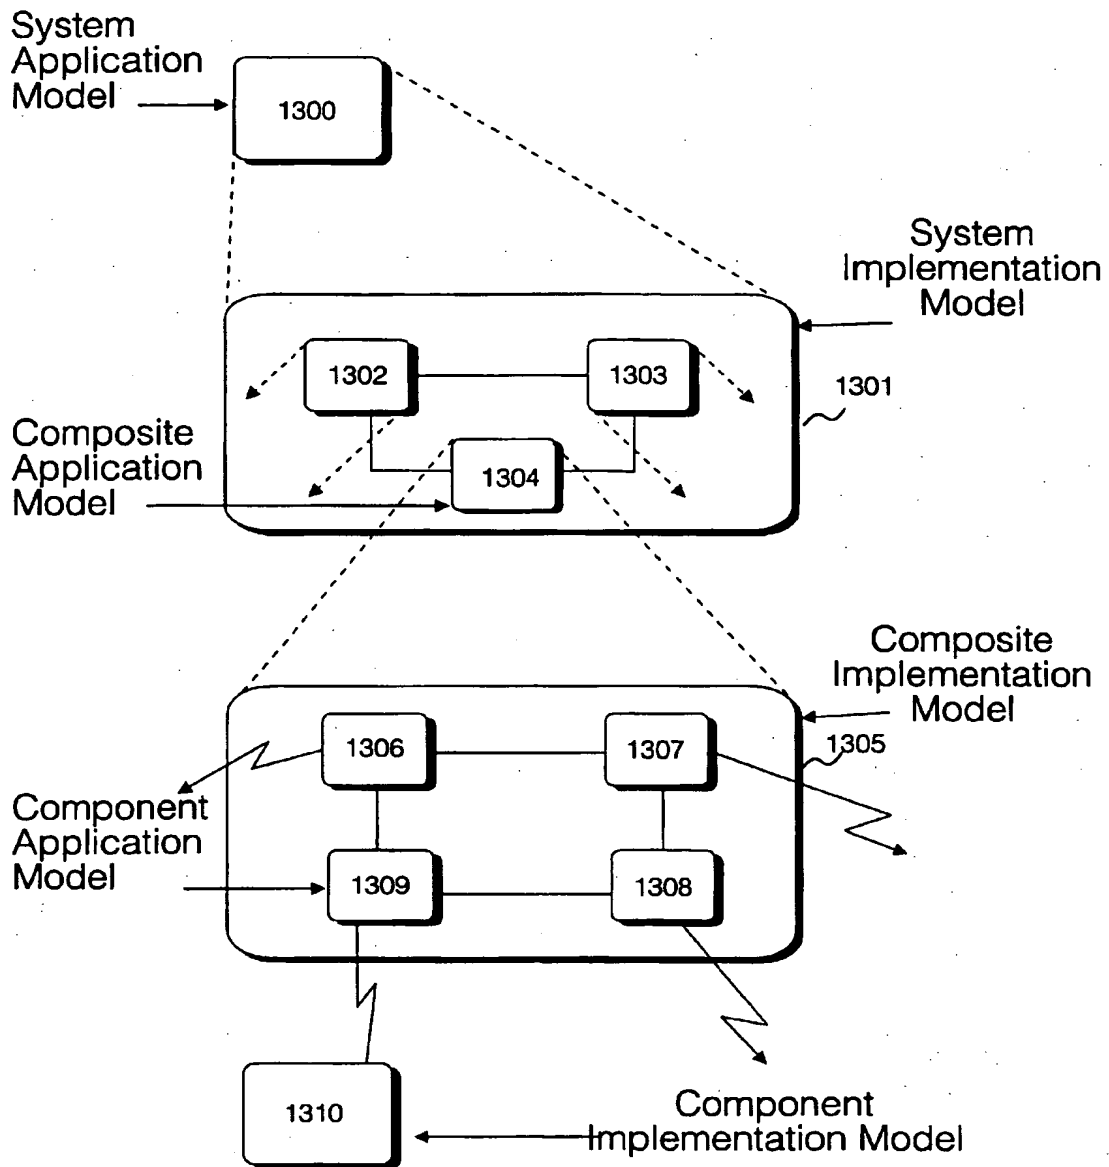 System
Application
Model
1300
System
Implementation
Model
1302
1303
1301
Composite
Application
Model
1304
Composite
Implementation
Model
1306
1307
1305
Component
Application
Model
1309
1308
1310
Component
Implementation Model